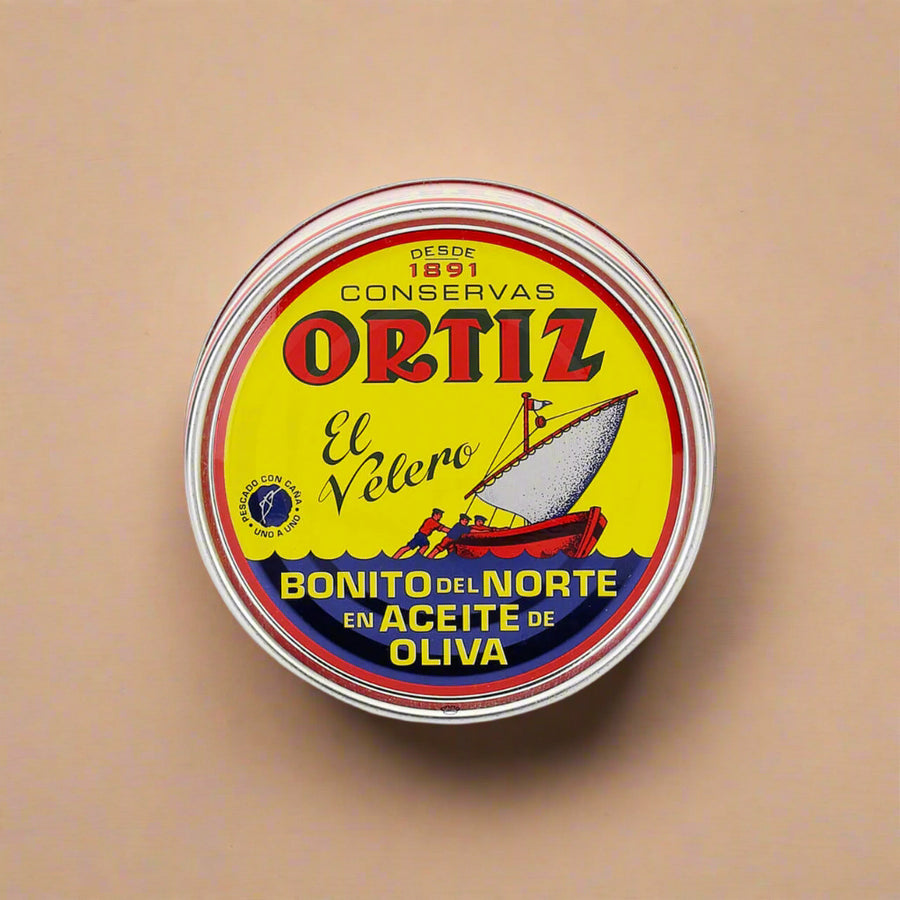 DESDE
1891
CONSERVAS
ORTIZ
El
Velero
• PESCADO CON CAÑA •
UNO A UNO
BONITO DEL NORTE
EN ACEITE DE
OLIVA